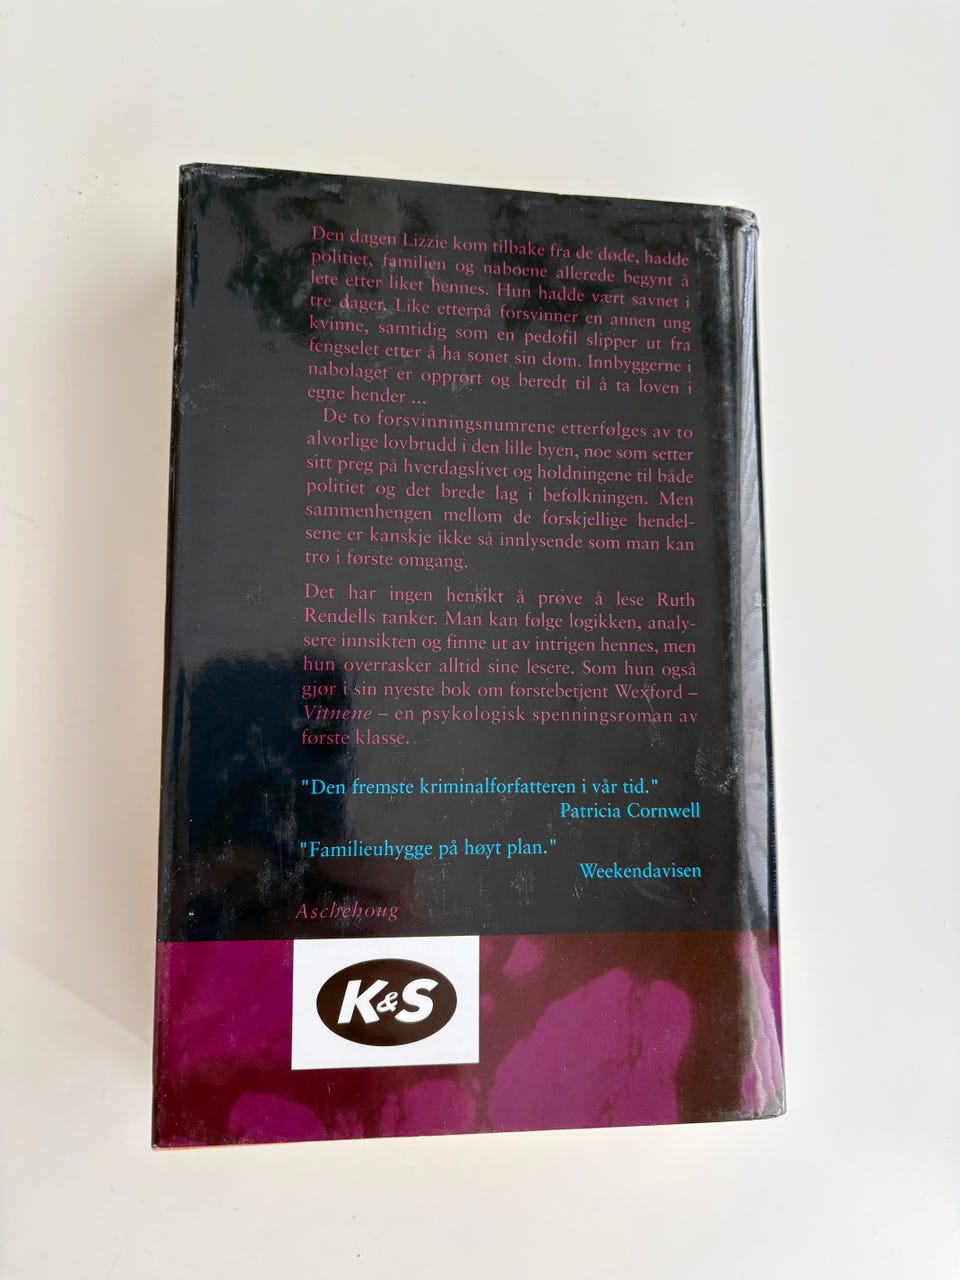 Den dagen Lizzie kom tilbake fra de døde, hadde
politiet, familien og naboene allerede begynt å
lete etter liket hennes. Hun hadde vært savnet i
tre dager. Like etterpå forsvinner en annen ung
kvinne, samtidig som en pedofil slipper ut fra
fengselet etter å ha sonet sin dom. Innbyggerne i
nabolaget er opprørt og beredt til å ta loven i
egne hender ...
De to forsvinningsnumrene etterfølges av to
alvorlige lovbrudd i den lille byen, noe som setter
sitt preg på hverdagslivet og holdningene til både
politiet og det brede lag i befolkningen. Men
sammenhengen mellom de forskjellige hendel-
sene er kanskje ikke så innlysende som man kan
tro i første omgang.
Det har ingen hensikt å prøve å lese Ruth
Rendells tanker. Man kan følge logikken, analy-
sere innsikten og finne ut av intrigen hennes, men
hun overrasker alltid sine lesere. Som hun også
gjør i sin nyeste bok om førstebetjent Wexford –
Vitnene – en psykologisk spenningsroman av
første klasse.
"Den fremste kriminalforfatteren i vår tid."
Patricia Cornwell
"Familieuhygge på høyt plan."
Weekendavisen
Aschehoug
K&S